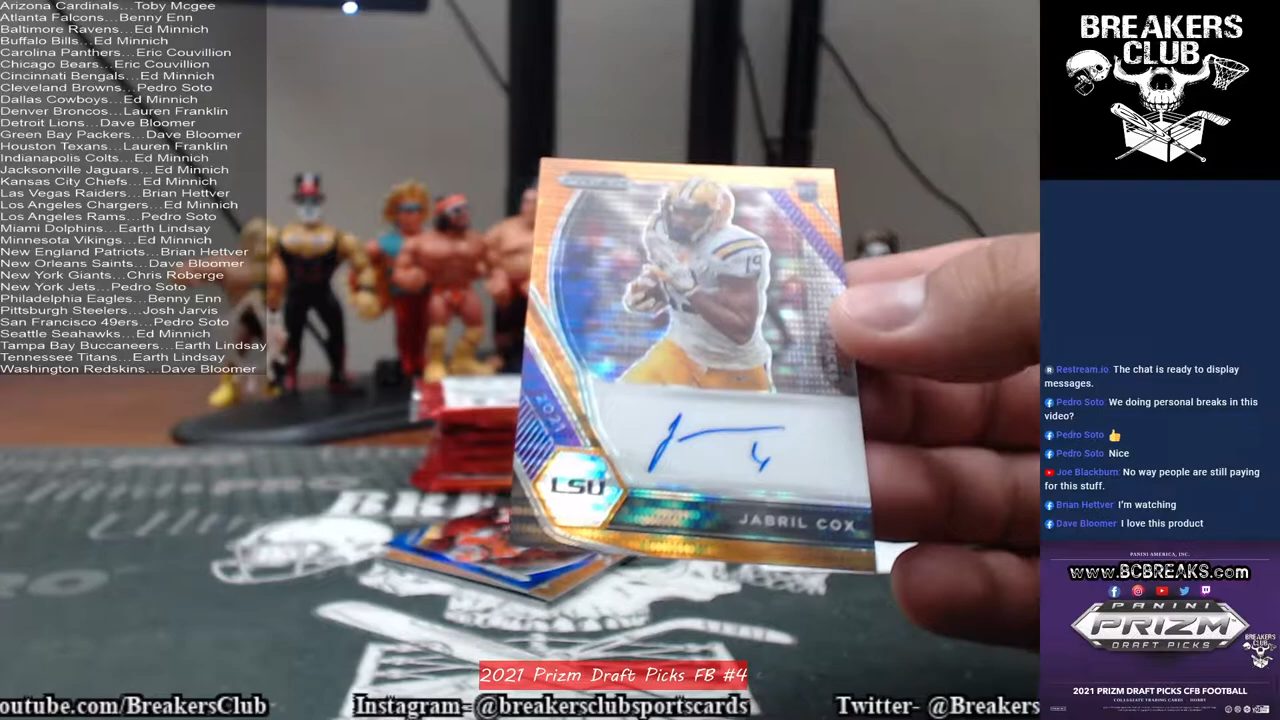 Arizona Cardinals...Toby Mcgee
Atlanta Falcons...Benny Enn
Baltimore Ravens...Ed Minnich
Buffalo Bills...Ed Minnich
Carolina Panthers...Eric Couvillion
Chicago Bears...Eric Couvillion
Cincinnati Bengals...Ed Minnich
Cleveland Browns...Pedro Soto
Dallas Cowboys...Ed Minnich
Denver Broncos...Lauren Franklin
Detroit Lions...Dave Bloomer
Green Bay Packers...Dave Bloomer
Houston Texans...Lauren Franklin
Indianapolis Colts...Ed Minnich
Jacksonville Jaguars...Ed Minnich
Kansas City Chiefs...Ed Minnich
Las Vegas Raiders...Brian Hettver
Los Angeles Chargers...Ed Minnich
Los Angeles Rams...Pedro Soto
Miami Dolphins...Earth Lindsay
Minnesota Vikings...Ed Minnich
New England Patriots...Brian Hettver
New Orleans Saints...Dave Bloomer
New York Giants...Chris Roberge
New York Jets...Pedro Soto
Philadelphia Eagles...Benny Enn
Pittsburgh Steelers...Josh Jarvis
San Francisco 49ers...Pedro Soto
Seattle Seahawks...Ed Minnich
Tampa Bay Buccaneers...Earth Lindsay
Tennessee Titans...Earth Lindsay
Washington Redskins...Dave Bloomer
19
2021
LSU
JABRIL COX
2021 Prizm Draft Picks FB #4
outube.com/BreakersClub
Instagram-@breakersclubsportscards
Twitter- @Breakers
BREAKERS
CLUB
Restream.io The chat is ready to display
messages.
Pedro Soto We doing personal breaks in this
video?
Pedro Soto 👍
Pedro Soto Nice
Joe Blackburn: No way people are still paying
for this stuff.
Brian Hettver I'm watching
Dave Bloomer I love this product
PANINI AMERICA, INC.
www.BCBREAKS.com
PANINI
PRIZM
DRAFT PICKS
BREAKERS
CLUB
2021 PRIZM DRAFT PICKS CFB FOOTBALL
COLLEGIATE TRADING CARDS - HOBBY